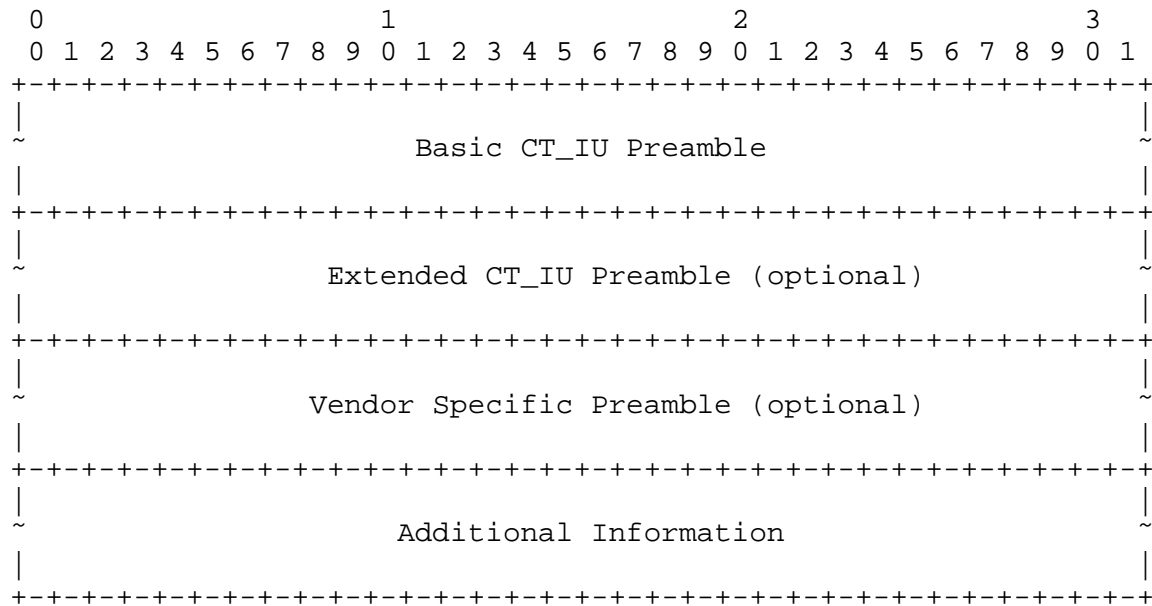 0                   1                   2                   3
 0 1 2 3 4 5 6 7 8 9 0 1 2 3 4 5 6 7 8 9 0 1 2 3 4 5 6 7 8 9 0 1
+-+-+-+-+-+-+-+-+-+-+-+-+-+-+-+-+-+-+-+-+-+-+-+-+-+-+-+-+-+-+-+-+
|                                                               |
~                      Basic CT_IU Preamble                     ~
|                                                               |
+-+-+-+-+-+-+-+-+-+-+-+-+-+-+-+-+-+-+-+-+-+-+-+-+-+-+-+-+-+-+-+-+
|                                                               |
~                 Extended CT_IU Preamble (optional)            ~
|                                                               |
+-+-+-+-+-+-+-+-+-+-+-+-+-+-+-+-+-+-+-+-+-+-+-+-+-+-+-+-+-+-+-+-+
|                                                               |
~                Vendor Specific Preamble (optional)            ~
|                                                               |
+-+-+-+-+-+-+-+-+-+-+-+-+-+-+-+-+-+-+-+-+-+-+-+-+-+-+-+-+-+-+-+-+
|                                                               |
~                     Additional Information                    ~
|                                                               |
+-+-+-+-+-+-+-+-+-+-+-+-+-+-+-+-+-+-+-+-+-+-+-+-+-+-+-+-+-+-+-+-+